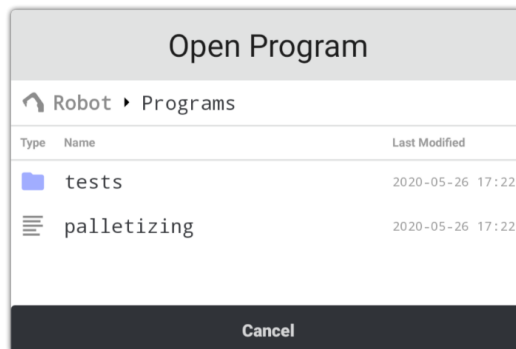 Open Program
Robot ▸ Programs
Type Name Last Modified
tests 2020-05-26 17:22
palletizing 2020-05-26 17:22
Cancel